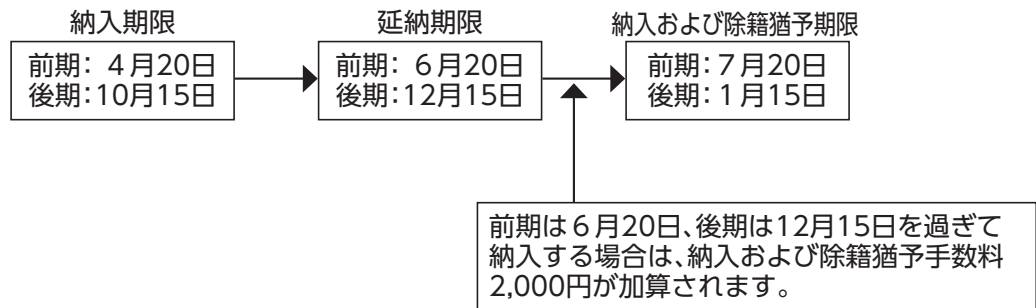 納入期限
前期: 4月20日
後期:10月15日
延納期限
前期: 6月20日
後期:12月15日
納入および除籍猶予期限
前期:7月20日
後期:1月15日
前期は6月20日、後期は12月15日を過ぎて
納入する場合は、納入および除籍猶予手数料
2,000円が加算されます。